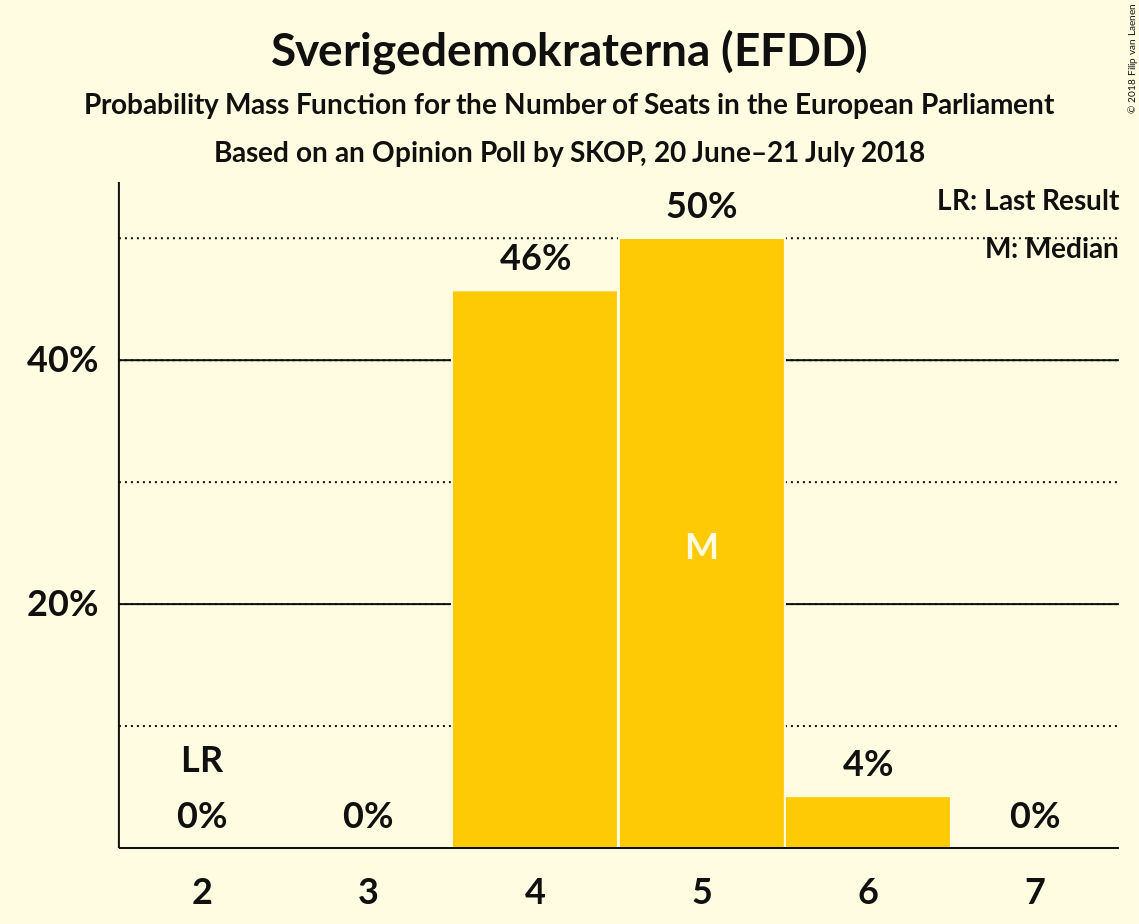 Sverigedemokraterna (EFDD)
Probability Mass Function for the Number of Seats in the European Parliament
Based on an Opinion Poll by SKOP, 20 June–21 July 2018
© 2018 Filip van Laenen
LR: Last Result
M: Median
50%
46%
40%
M
20%
LR
4%
0%
0%
0%
2
3
4
5
6
7